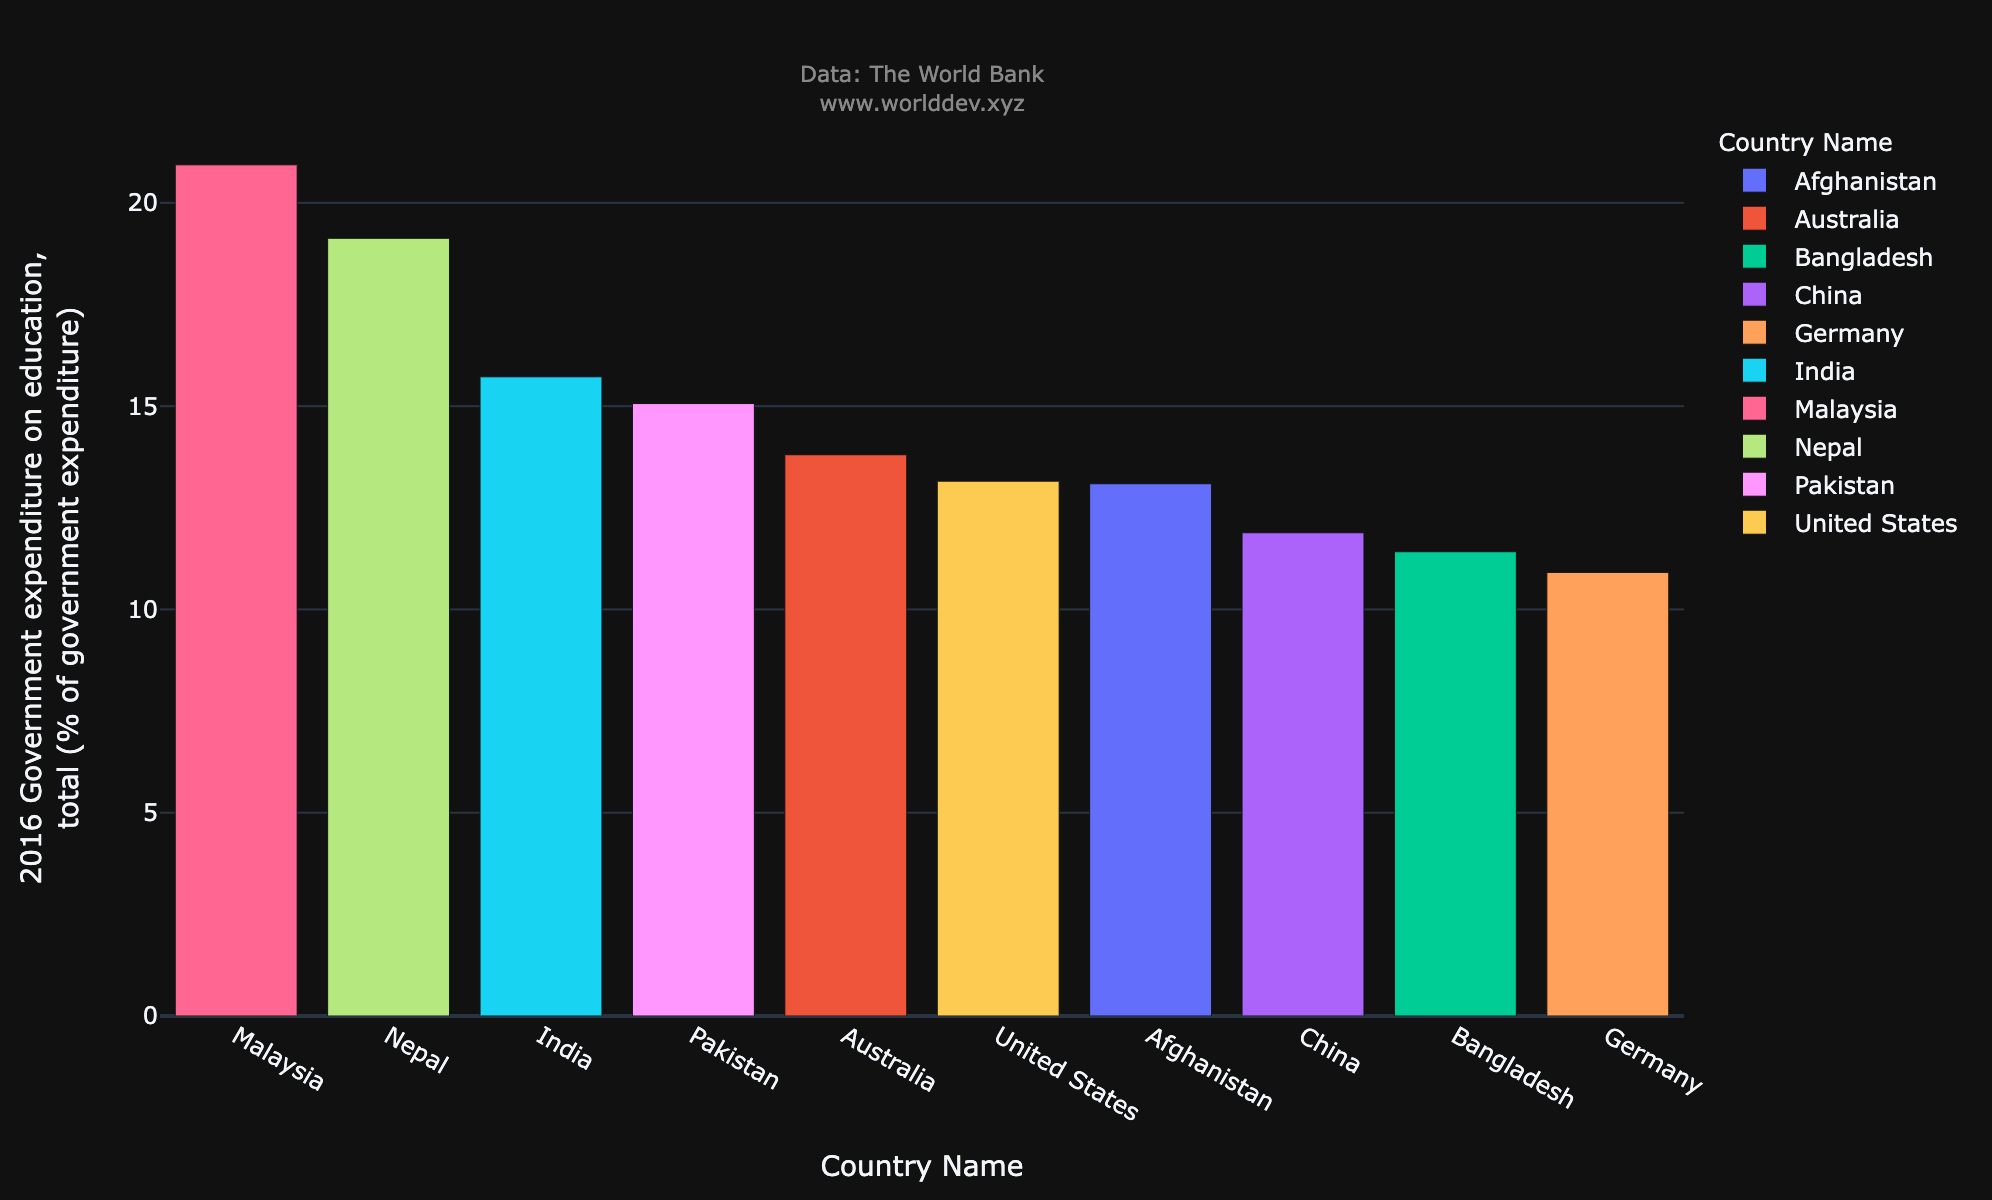 Data: The World Bank
www.worlddev.xyz
2016 Government expenditure on education,
total (% of government expenditure)
20
15
10
5
0
Malaysia
Nepal
India
Pakistan
Australia
United States
Afghanistan
China
Bangladesh
Germany
Country Name
Country Name
Afghanistan
Australia
Bangladesh
China
Germany
India
Malaysia
Nepal
Pakistan
United States